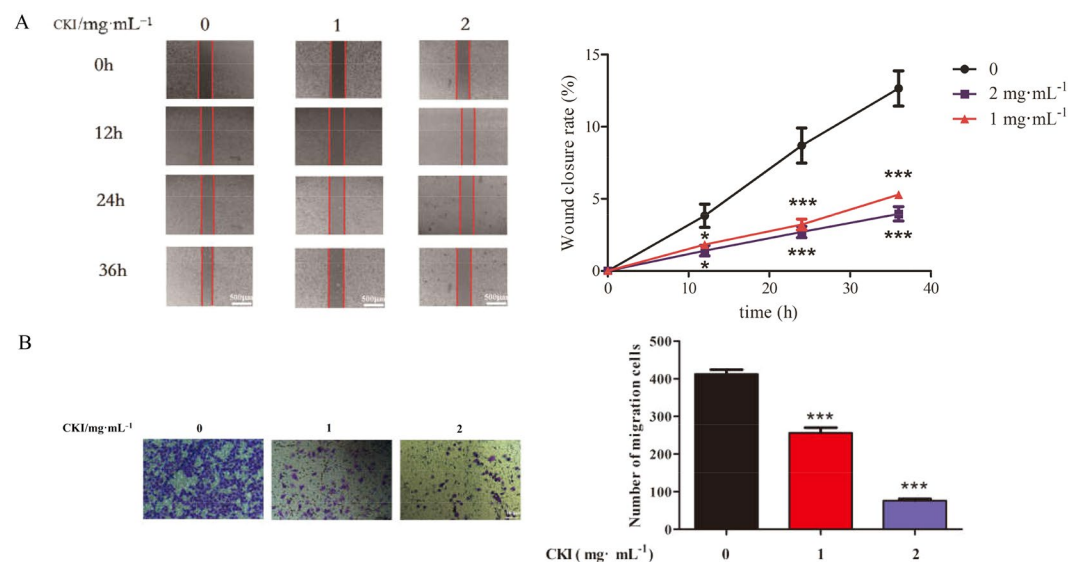 A
CKI/mg·mL⁻¹ 0 1 2
0h
12h
24h
36h
500μm 500μm 500μm
Wound closure rate (%)
15
10
5
0
0 10 20 30 40
time (h)
0
2 mg·mL⁻¹
1 mg·mL⁻¹
* *** ***
* *** ***
B
CKI/mg·mL⁻¹ 0 1 2
Number of migration cells
500
400
300
200
100
0
*** ***
CKI ( mg· mL⁻¹) 0 1 2